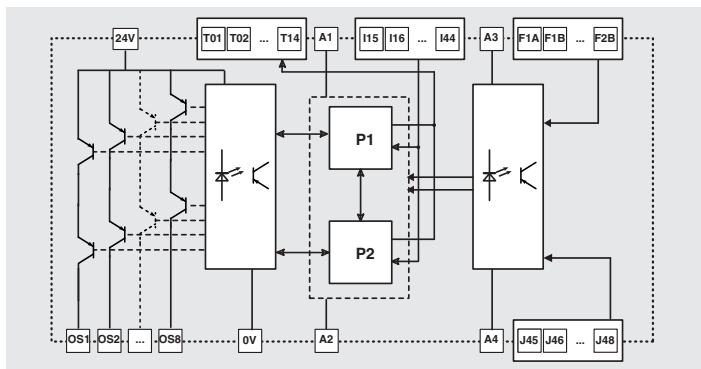 24V T01 T02 ... T14 A1 I15 I16 ... I44 A3 F1A F1B ... F2B
P1
P2
OS1 OS2 ... OS8 0V A2 A4 J45 J46 ... J48